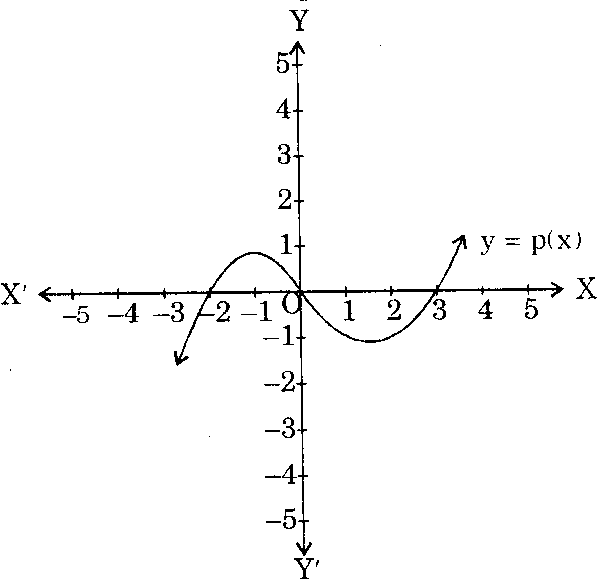 Y
5
4
3
2
1
y = p(x)
X' X
O
–5 –4 –3 –2 –1 1 2 3 4 5
–1
–2
–3
–4
–5
Y'